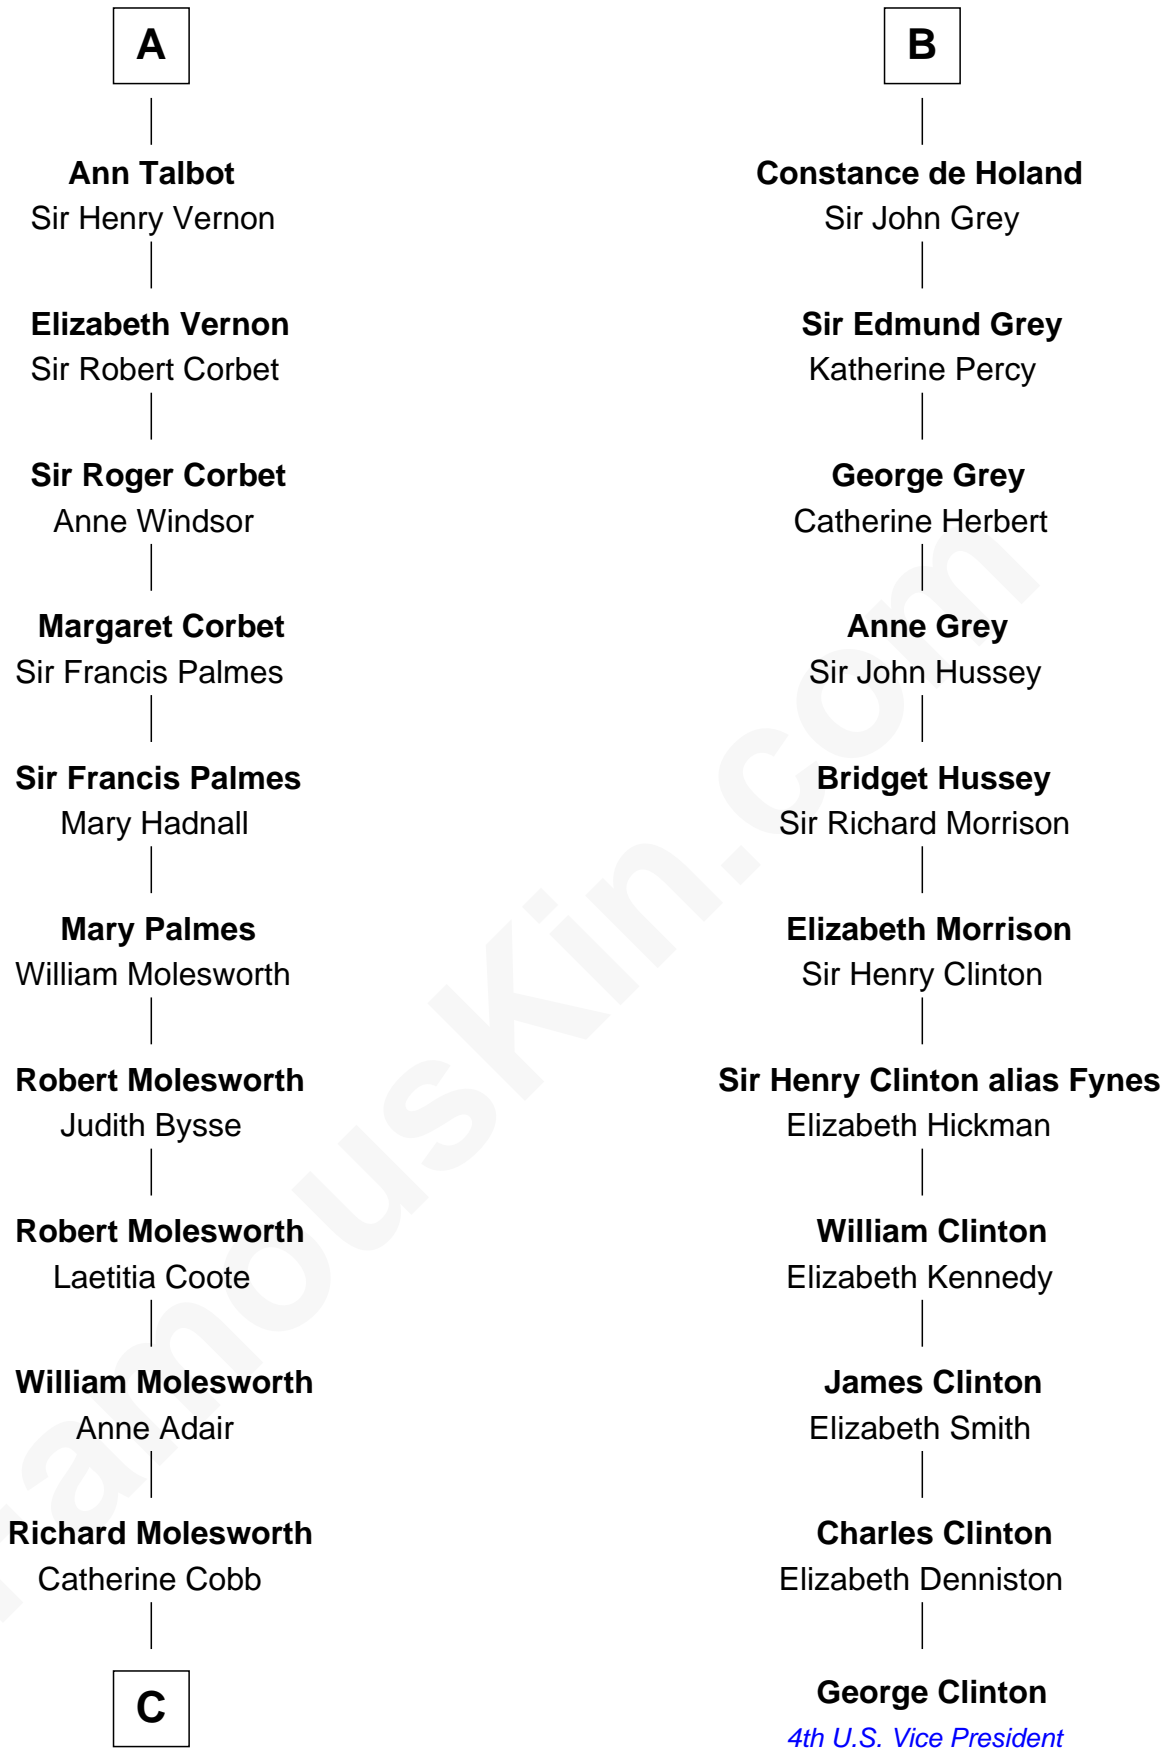 A
Ann Talbot
Sir Henry Vernon
Elizabeth Vernon
Sir Robert Corbet
Sir Roger Corbet
Anne Windsor
Margaret Corbet
Sir Francis Palmes
Sir Francis Palmes
Mary Hadnall
Mary Palmes
William Molesworth
Robert Molesworth
Judith Bysse
Robert Molesworth
Laetitia Coote
William Molesworth
Anne Adair
Richard Molesworth
Catherine Cobb
C
B
Constance de Holand
Sir John Grey
Sir Edmund Grey
Katherine Percy
George Grey
Catherine Herbert
Anne Grey
Sir John Hussey
Bridget Hussey
Sir Richard Morrison
Elizabeth Morrison
Sir Henry Clinton
Sir Henry Clinton alias Fynes
Elizabeth Hickman
William Clinton
Elizabeth Kennedy
James Clinton
Elizabeth Smith
Charles Clinton
Elizabeth Denniston
George Clinton
4th U.S. Vice President
FamousKin.com